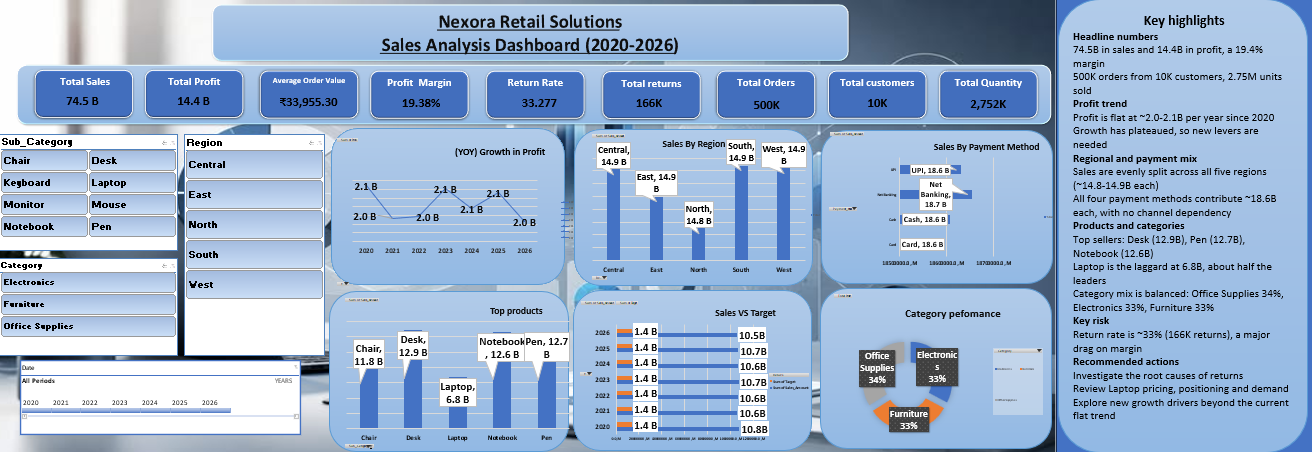 Nexora Retail Solutions
Sales Analysis Dashboard (2020-2026)
Total Sales
74.5 B
Total Profit
14.4 B
Average Order Value
₹33,955.30
Profit Margin
19.38%
Return Rate
33.277
Total returns
166K
Total Orders
500K
Total customers
10K
Total Quantity
2,752K
Sub_Category
Chair
Desk
Keyboard
Laptop
Monitor
Mouse
Notebook
Pen
Category
Electronics
Furniture
Office Supplies
Region
Central
East
North
South
West
Date
All Periods
YEARS
2020 2021 2022 2023 2024 2025 2026
(YOY) Growth in Profit
2.1 B
2.0 B
2.0 B
2.1 B
2.1 B
2.1 B
2.0 B
2020 2021 2022 2023 2024 2025 2026
Sales By Region
Central,
14.9 B
East, 14.9
B
North,
14.8 B
South,
14.9 B
West, 14.9
B
Central East North South West
Sales By Payment Method
UPI, 18.6 B
Net
Banking,
18.7 B
Cash, 18.6 B
Card, 18.6 B
UPI
Net Banking
Cash
Card
Top products
Chair,
11.8 B
Desk,
12.9 B
Laptop,
6.8 B
Notebook
, 12.6 B
Pen, 12.7
B
Chair Desk Laptop Notebook Pen
Sales VS Target
2026 1.4 B 10.5B
2025 1.4 B 10.7B
2024 1.4 B 10.6B
2023 1.4 B 10.7B
2022 1.4 B 10.6B
2021 1.4 B 10.6B
2020 1.4 B 10.8B
Sum of Target
Sum of Sales_Amount
Category pefomance
Office
Supplies
34%
Electronic
s
33%
Furniture
33%
Key highlights
Headline numbers
74.5B in sales and 14.4B in profit, a 19.4%
margin
500K orders from 10K customers, 2.75M units
sold
Profit trend
Profit is flat at ~2.0-2.1B per year since 2020
Growth has plateaued, so new levers are
needed
Regional and payment mix
Sales are evenly split across all five regions
(~14.8-14.9B each)
All four payment methods contribute ~18.6B
each, with no channel dependency
Products and categories
Top sellers: Desk (12.9B), Pen (12.7B),
Notebook (12.6B)
Laptop is the laggard at 6.8B, about half the
leaders
Category mix is balanced: Office Supplies 34%,
Electronics 33%, Furniture 33%
Key risk
Return rate is ~33% (166K returns), a major
drag on margin
Recommended actions
Investigate the root causes of returns
Review Laptop pricing, positioning and demand
Explore new growth drivers beyond the current
flat trend